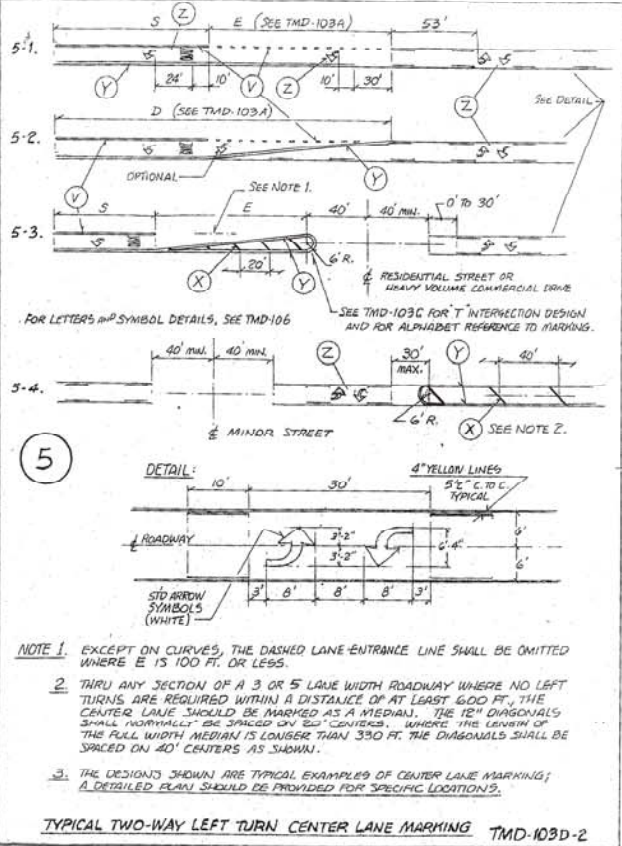 S E (SEE TMD-103A) 53'
5-1. Z
Y 24' 10' V Z 10' 30' Z
D (SEE TMD-103A) SEE DETAIL
5-2.
OPTIONAL Y
V SEE NOTE 1.
S E 40' 40' MIN. 0' TO 30'
5-3.
X 20' Y 6' R.
℄ RESIDENTIAL STREET OR
HEAVY VOLUME COMMERCIAL DRIVE
FOR LETTERS AND SYMBOL DETAILS, SEE TMD-106
SEE TMD-103C FOR 'T' INTERSECTION DESIGN
AND FOR ALPHABET REFERENCE TO MARKING.
40' MIN. 40' MIN. Z 30' MAX. Y 40'
5-4.
6' R. X SEE NOTE 2.
℄ MINOR STREET
5
DETAIL:
4" YELLOW LINES
10' 30' C. TO C.
TYPICAL
℄ ROADWAY 3'-2" 6'-4" 6'
3'-2" 6'
STD ARROW
SYMBOLS
(WHITE)
3' 8' 8' 8' 3'
NOTE 1. EXCEPT ON CURVES, THE DASHED LANE ENTRANCE LINE SHALL BE OMITTED
WHERE E IS 100 FT. OR LESS.
2. THRU ANY SECTION OF A 3 OR 5 LANE WIDTH ROADWAY WHERE NO LEFT
TURNS ARE REQUIRED WITHIN A DISTANCE OF AT LEAST 600 FT., THE
CENTER LANE SHOULD BE MARKED AS A MEDIAN. THE 12" DIAGONALS
SHALL NORMALLY BE SPACED ON 20' CENTERS. WHERE THE LENGTH OF
THE FULL WIDTH MEDIAN IS LONGER THAN 330 FT. THE DIAGONALS SHALL BE
SPACED ON 40' CENTERS AS SHOWN.
3. THE DESIGNS SHOWN ARE TYPICAL EXAMPLES OF CENTER LANE MARKING;
A DETAILED PLAN SHOULD BE PROVIDED FOR SPECIFIC LOCATIONS.
TYPICAL TWO-WAY LEFT TURN CENTER LANE MARKING TMD-103D-2